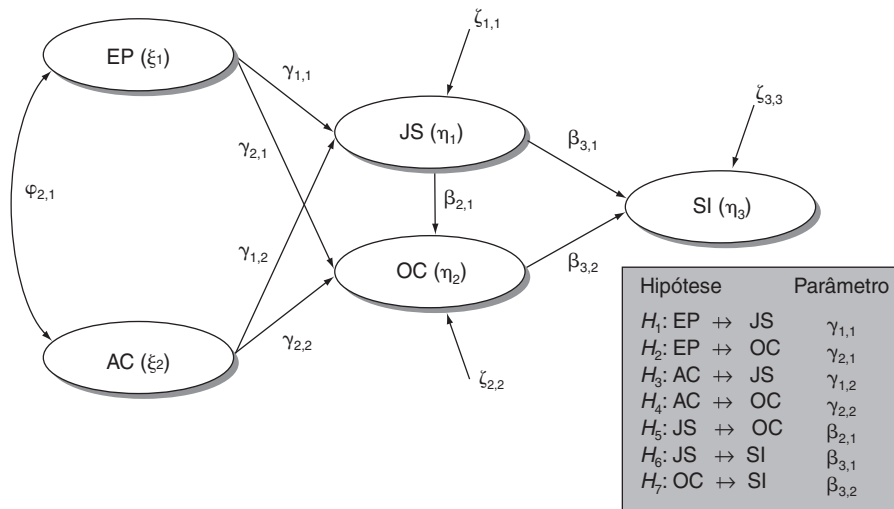 EP (ξ₁)
ζ₁,₁
γ₁,₁
JS (η₁)
ζ₃,₃
γ₂,₁
β₃,₁
φ₂,₁
β₂,₁
SI (η₃)
γ₁,₂
OC (η₂)
β₃,₂
AC (ξ₂)
γ₂,₂
ζ₂,₂
Hipótese Parâmetro
H₁: EP ↦ JS γ₁,₁
H₂: EP ↦ OC γ₂,₁
H₃: AC ↦ JS γ₁,₂
H₄: AC ↦ OC γ₂,₂
H₅: JS ↦ OC β₂,₁
H₆: JS ↦ SI β₃,₁
H₇: OC ↦ SI β₃,₂